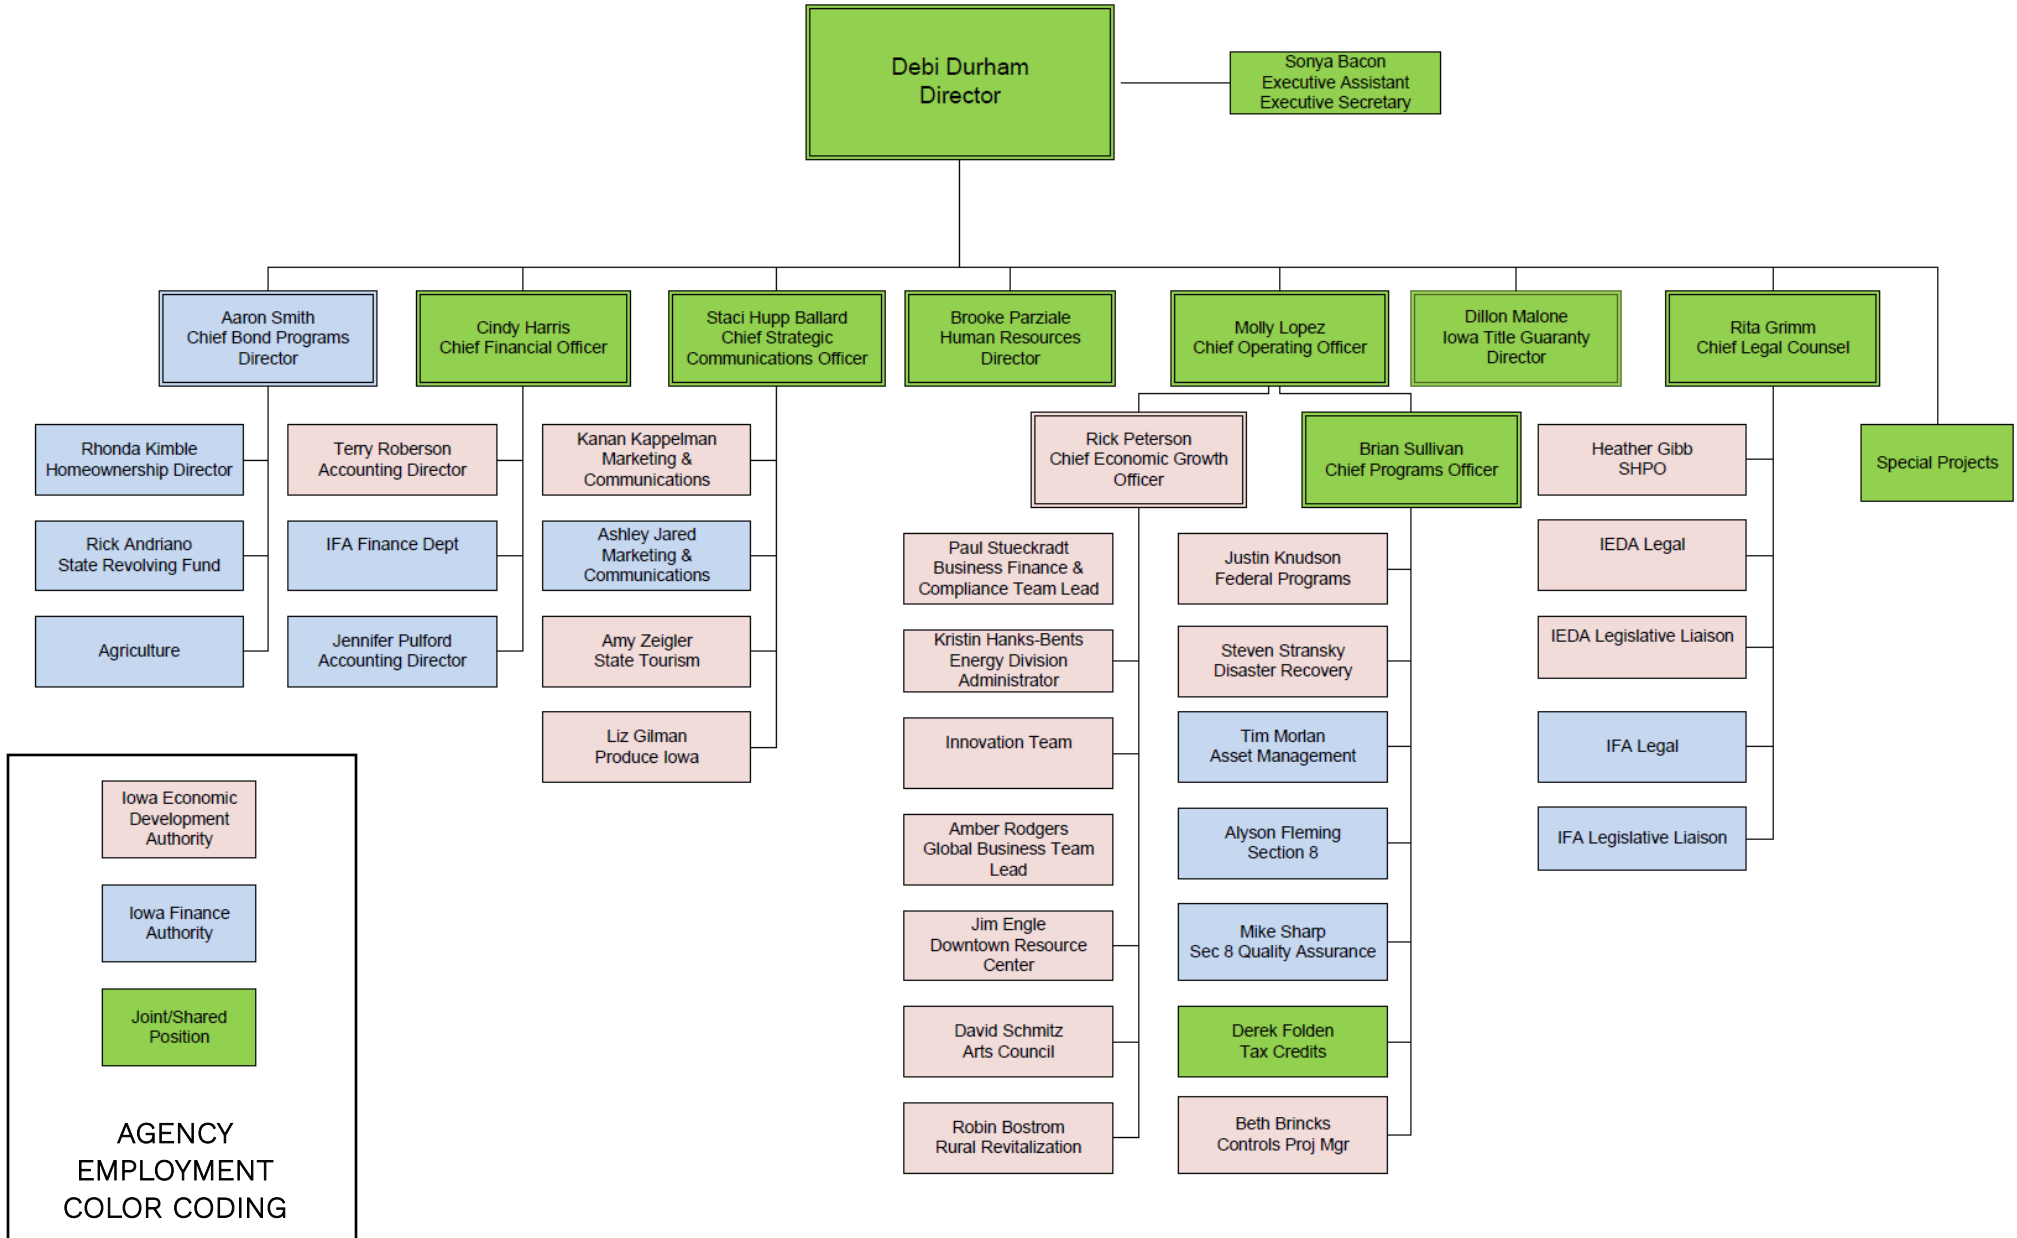 Debi Durham
Director
Sonya Bacon
Executive Assistant
Executive Secretary
Aaron Smith
Chief Bond Programs
Director
Cindy Harris
Chief Financial Officer
Staci Hupp Ballard
Chief Strategic
Communications Officer
Brooke Parziale
Human Resources
Director
Molly Lopez
Chief Operating Officer
Dillon Malone
Iowa Title Guaranty
Director
Rita Grimm
Chief Legal Counsel
Special Projects
Rhonda Kimble
Homeownership Director
Rick Andriano
State Revolving Fund
Agriculture
Terry Roberson
Accounting Director
IFA Finance Dept
Jennifer Pulford
Accounting Director
Kanan Kappelman
Marketing &
Communications
Ashley Jared
Marketing &
Communications
Amy Zeigler
State Tourism
Liz Gilman
Produce Iowa
Rick Peterson
Chief Economic Growth
Officer
Paul Stueckradt
Business Finance &
Compliance Team Lead
Kristin Hanks-Bents
Energy Division
Administrator
Innovation Team
Amber Rodgers
Global Business Team
Lead
Jim Engle
Downtown Resource
Center
David Schmitz
Arts Council
Robin Bostrom
Rural Revitalization
Brian Sullivan
Chief Programs Officer
Justin Knudson
Federal Programs
Steven Stransky
Disaster Recovery
Tim Morlan
Asset Management
Alyson Fleming
Section 8
Mike Sharp
Sec 8 Quality Assurance
Derek Folden
Tax Credits
Beth Brincks
Controls Proj Mgr
Heather Gibb
SHPO
IEDA Legal
IEDA Legislative Liaison
IFA Legal
IFA Legislative Liaison
Iowa Economic
Development
Authority
Iowa Finance
Authority
Joint/Shared
Position
AGENCY
EMPLOYMENT
COLOR CODING